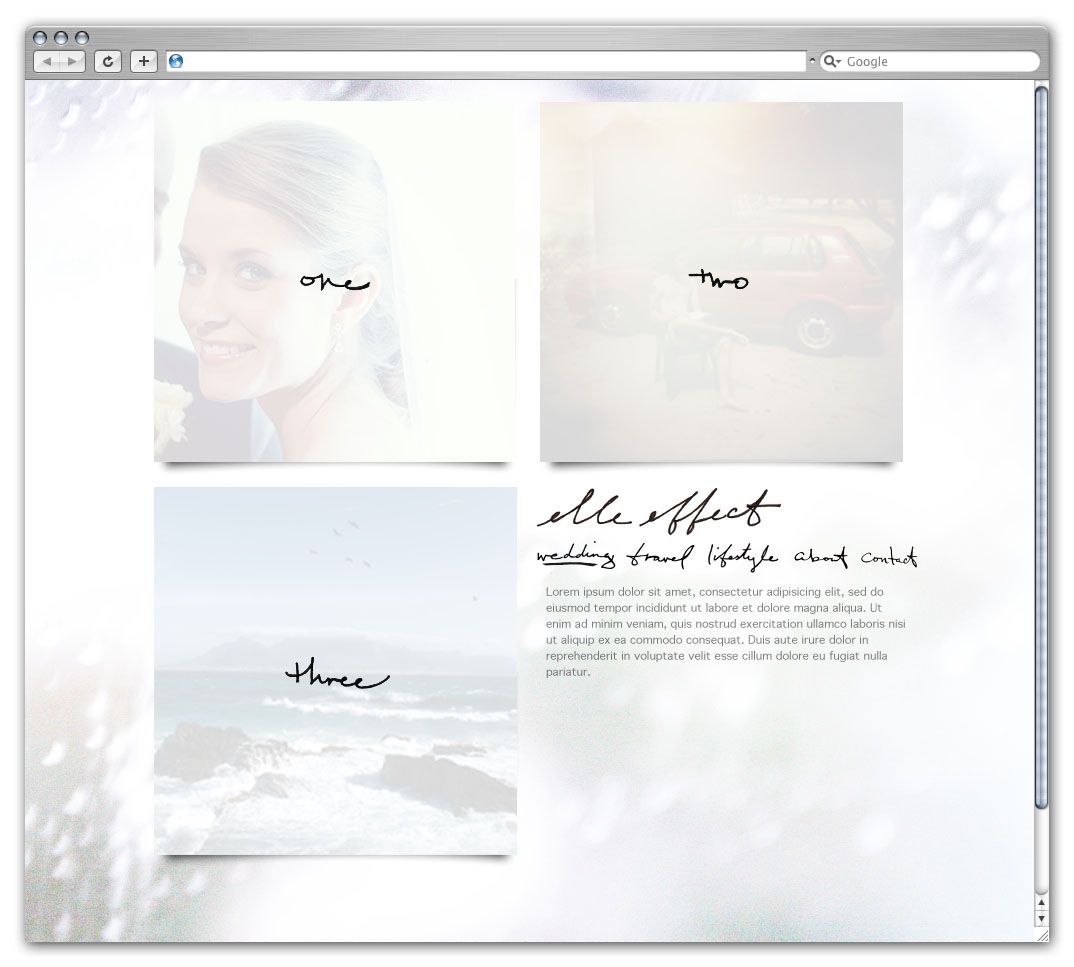 Google
one
two
three
elle effect
wedding travel lifestyle about contact
Lorem ipsum dolor sit amet, consectetur adipisicing elit, sed do
eiusmod tempor incididunt ut labore et dolore magna aliqua. Ut
enim ad minim veniam, quis nostrud exercitation ullamco laboris nisi
ut aliquip ex ea commodo consequat. Duis aute irure dolor in
reprehenderit in voluptate velit esse cillum dolore eu fugiat nulla
pariatur.